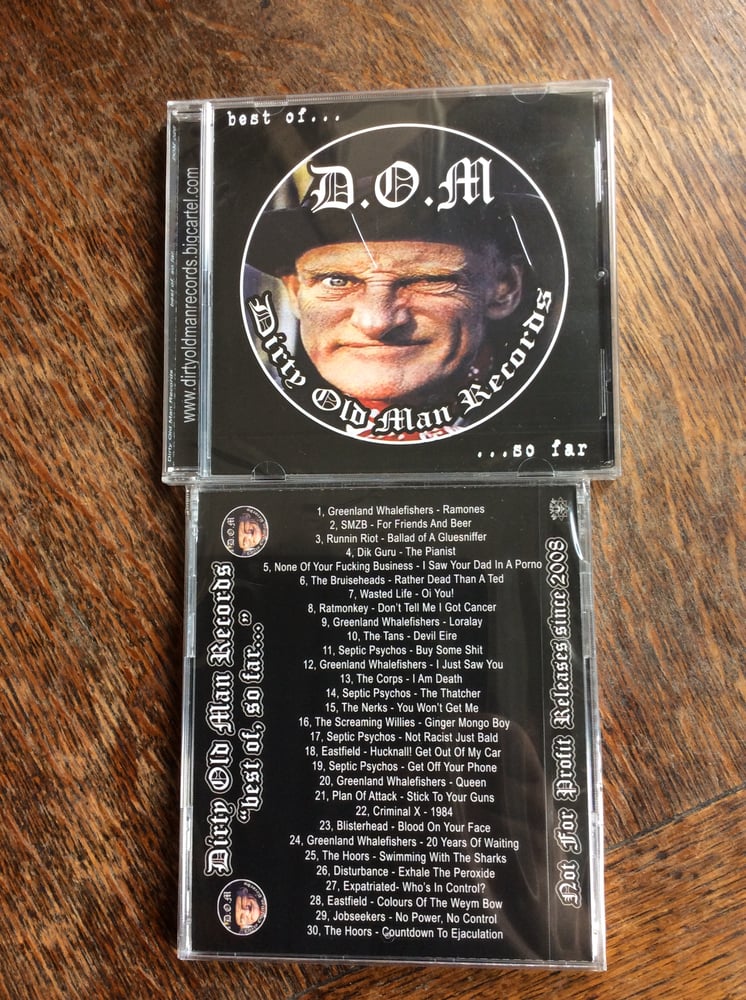 best of...
D.O.M
Dirty Old Man Records
...so far
www.dirtyoldmanrecords.bigcartel.com
Dirty Old Man Records
best of, so far
1, Greenland Whalefishers - Ramones
2, SMZB - For Friends And Beer
3, Runnin Riot - Ballad of A Gluesniffer
4, Dik Guru - The Pianist
5, None Of Your Fucking Business - I Saw Your Dad In A Porno
6, The Bruiseheads - Rather Dead Than A Ted
7, Wasted Life - Oi You!
8, Ratmonkey - Don't Tell Me I Got Cancer
9, Greenland Whalefishers - Loralay
10, The Tans - Devil Eire
11, Septic Psychos - Buy Some Shit
12, Greenland Whalefishers - I Just Saw You
13, The Corps - I Am Death
14, Septic Psychos - The Thatcher
15, The Nerks - You Won't Get Me
16, The Screaming Willies - Ginger Mongo Boy
17, Septic Psychos - Not Racist Just Bald
18, Eastfield - Hucknall! Get Out Of My Car
19, Septic Psychos - Get Off Your Phone
20, Greenland Whalefishers - Queen
21, Plan Of Attack - Stick To Your Guns
22, Criminal X - 1984
23, Blisterhead - Blood On Your Face
24, Greenland Whalefishers - 20 Years Of Waiting
25, The Hoors - Swimming With The Sharks
26, Disturbance - Exhale The Peroxide
27, Expatriated- Who's In Control?
28, Eastfield - Colours Of The Weym Bow
29, Jobseekers - No Power, No Control
30, The Hoors - Countdown To Ejaculation
Dirty Old Man Records
"best of, so far..."
D.O.M
D.O.M
Not For Profit Releases since 2008